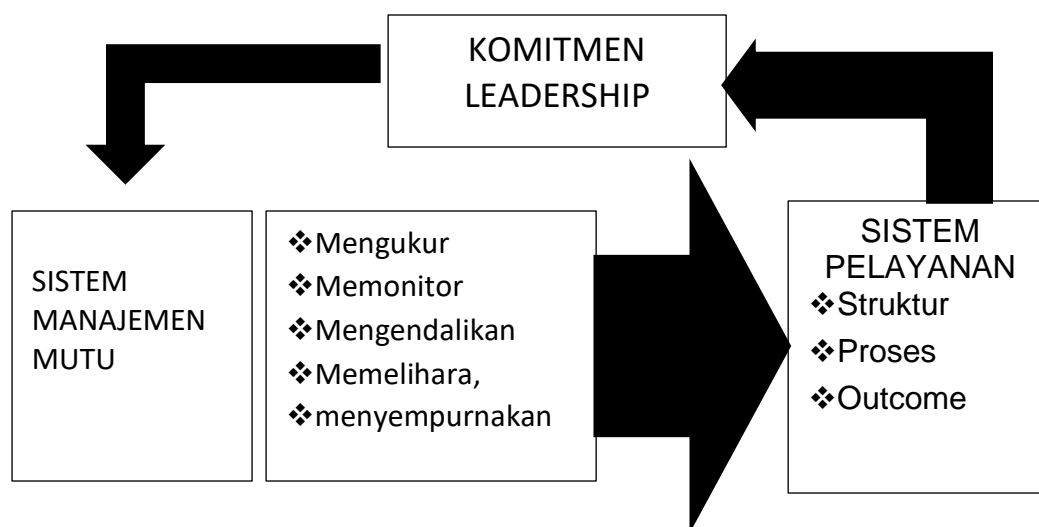 KOMITMEN
LEADERSHIP
SISTEM
MANAJEMEN
MUTU
❖Mengukur
❖Memonitor
❖Mengendalikan
❖Memelihara,
❖menyempurnakan
SISTEM
PELAYANAN
❖Struktur
❖Proses
❖Outcome